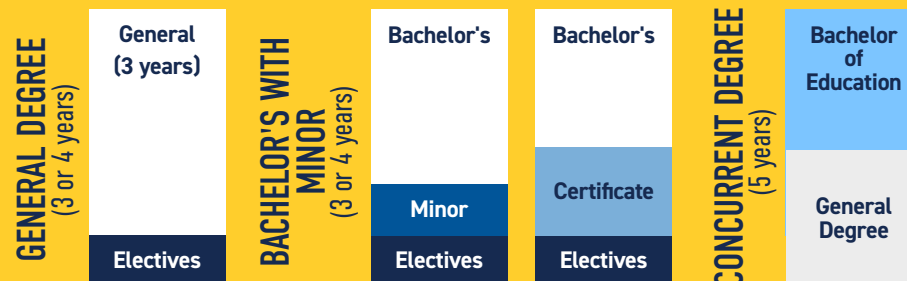 GENERAL DEGREE
(3 or 4 years)
General
(3 years)
Electives
BACHELOR'S WITH
MINOR
(3 or 4 years)
Bachelor's
Minor
Electives
Bachelor's
Certificate
Electives
CONCURRENT DEGREE
(5 years)
Bachelor
of
Education
General
Degree